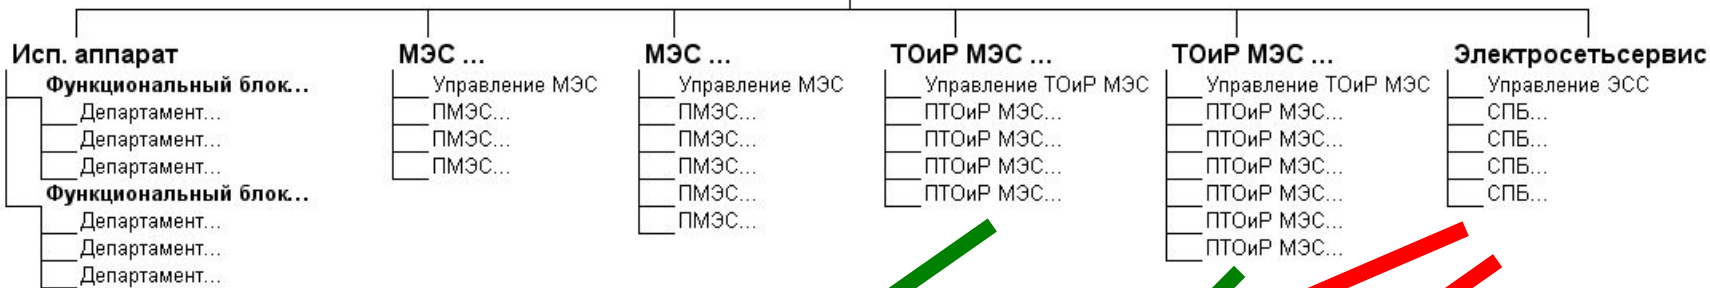 Исп. аппарат
Функциональный блок...
Департамент...
Департамент...
Департамент...
Функциональный блок...
Департамент...
Департамент...
Департамент...
МЭС ...
Управление МЭС
ПМЭС...
ПМЭС...
ПМЭС...
МЭС ...
Управление МЭС
ПМЭС...
ПМЭС...
ПМЭС...
ПМЭС...
ПМЭС...
ТОиР МЭС ...
Управление ТОиР МЭС
ПТОиР МЭС...
ПТОиР МЭС...
ПТОиР МЭС...
ПТОиР МЭС...
ТОиР МЭС ...
Управление ТОиР МЭС
ПТОиР МЭС...
ПТОиР МЭС...
ПТОиР МЭС...
ПТОиР МЭС...
ПТОиР МЭС...
ПТОиР МЭС...
Электросетьсервис
Управление ЭСС
СПБ...
СПБ...
СПБ...
СПБ...